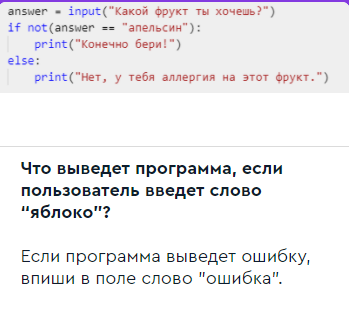 answer = input("Какой фрукт ты хочешь?")
if not(answer == "апельсин"):
    print("Конечно бери!")
else:
    print("Нет, у тебя аллергия на этот фрукт.")
Что выведет программа, если
пользователь введет слово
“яблоко”?
Если программа выведет ошибку,
впиши в поле слово "ошибка".